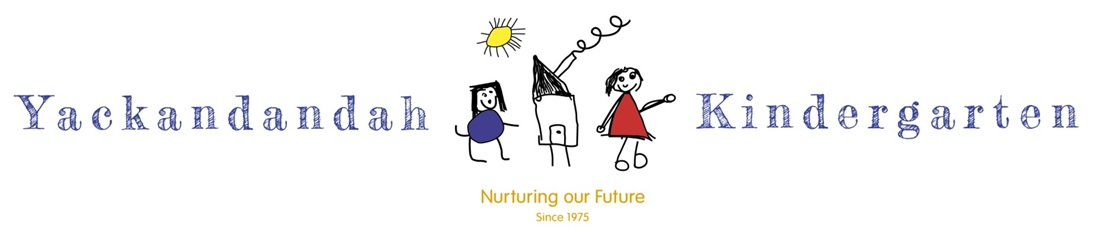 Yackandandah Kindergarten
Nurturing our Future
Since 1975